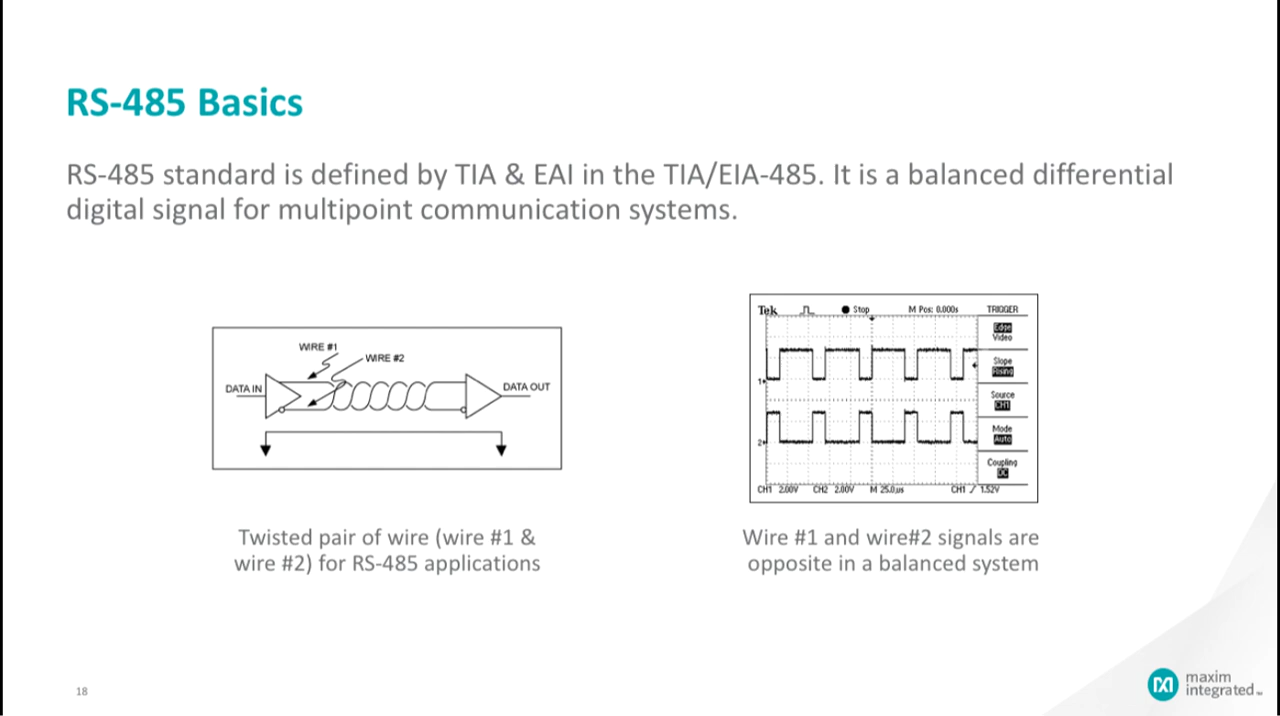 RS-485 Basics
RS-485 standard is defined by TIA & EAI in the TIA/EIA-485. It is a balanced differential
digital signal for multipoint communication systems.
WIRE #1
WIRE #2
DATA IN
DATA OUT
Tek
Stop
M Pos: 0.000s
TRIGGER
Edge
Video
Slope
Rising
Source
CH1
Mode
Auto
Coupling
DC
1
2
CH1 2.00V CH2 2.00V M 25.0µs CH1 / 1.52V
Twisted pair of wire (wire #1 &
wire #2) for RS-485 applications
Wire #1 and wire#2 signals are
opposite in a balanced system
18
maxim
integrated™